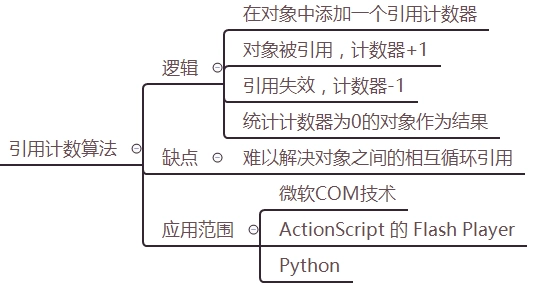 引用计数算法
逻辑
在对象中添加一个引用计数器
对象被引用，计数器+1
引用失效，计数器-1
统计计数器为0的对象作为结果
缺点
难以解决对象之间的相互循环引用
应用范围
微软COM技术
ActionScript 的 Flash Player
Python